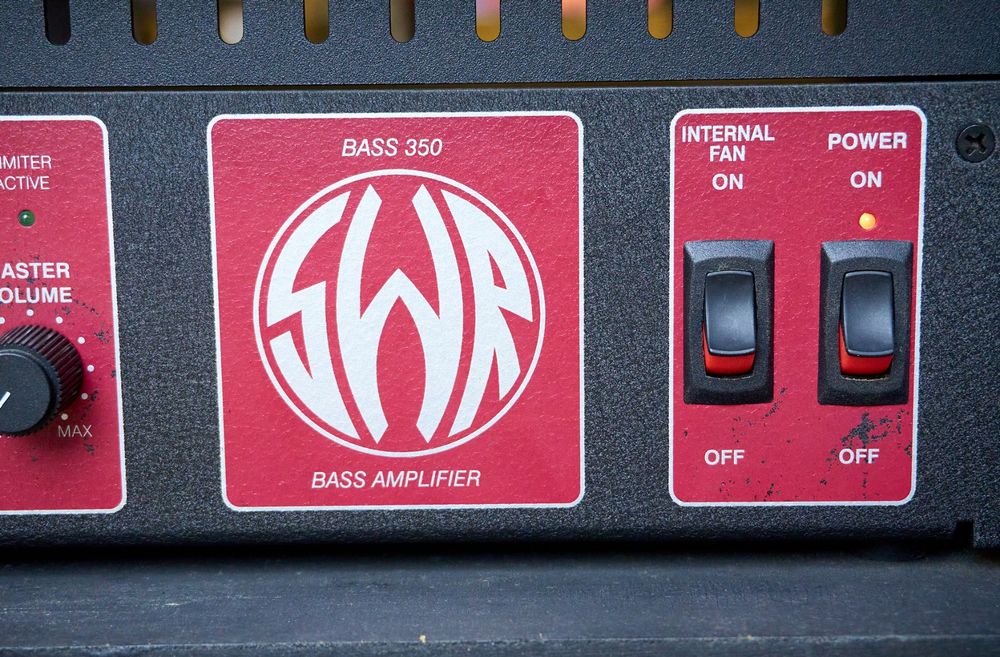 IMITER
ACTIVE
ASTER
OLUME
MAX
BASS 350
SWR
BASS AMPLIFIER
INTERNAL
FAN
ON
OFF
POWER
ON
OFF